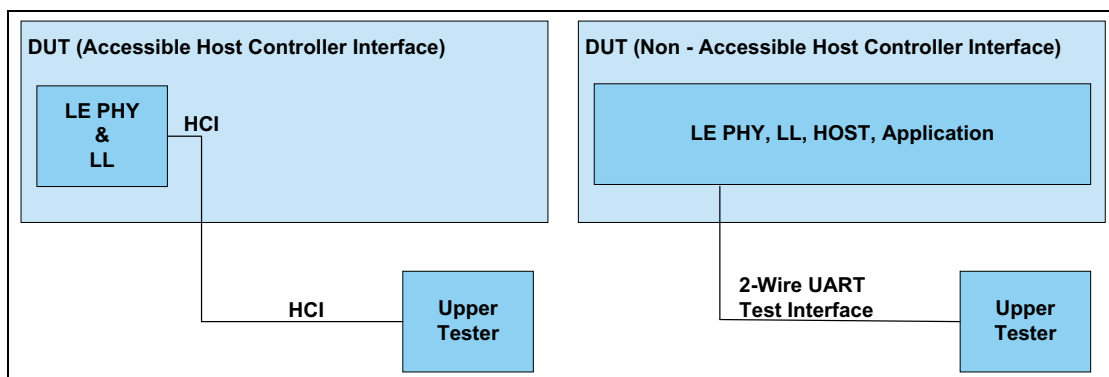 DUT (Accessible Host Controller Interface)
LE PHY
&
LL
HCI
HCI
Upper
Tester
DUT (Non - Accessible Host Controller Interface)
LE PHY, LL, HOST, Application
2-Wire UART
Test Interface
Upper
Tester